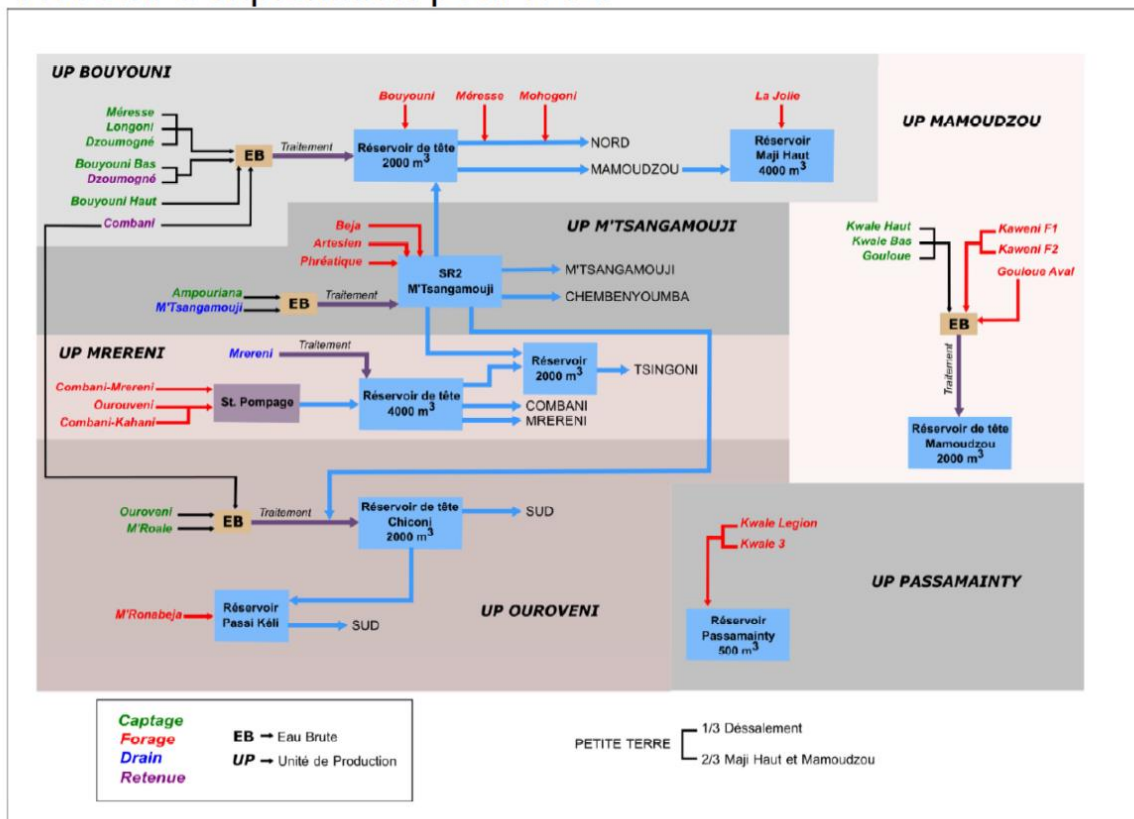 UP BOUYOUNI
Méresse
Longoni
Dzoumogné
Bouyouni Bas
Dzoumogné
Bouyouni Haut
Combani
EB
Traitement
Bouyouni
Méresse
Mohogoni
La Jolie
Réservoir de tête
2000 m³
NORD
MAMOUDZOU
Réservoir
Maji Haut
4000 m³
UP MAMOUDZOU
Kwale Haut
Kwale Bas
Gouloue
Kaweni F1
Kaweni F2
Gouloue Aval
EB
Traitement
Réservoir de tête
Mamoudzou
2000 m³
UP M'TSANGAMOUJI
Beja
Artesien
Phréatique
SR2
M'Tsangamouji
M'TSANGAMOUJI
CHEMBENYOUMBA
Ampouriana
M'Tsangamouji
EB
Traitement
UP MRERENI
Mrereni
Traitement
Combani-Mrereni
Ourouveni
Combani-Kahani
St. Pompage
Réservoir de tête
4000 m³
Réservoir
2000 m³
TSINGONI
COMBANI
MRERENI
Ouroveni
M'Roale
EB
Traitement
Réservoir de tête
Chiconi
2000 m³
SUD
M'Ronabeja
Réservoir
Passi Kéli
SUD
UP OUROVENI
Kwale Legion
Kwale 3
UP PASSAMAINTY
Réservoir
Passamainty
500 m³
Captage
Forage
Drain
Retenue
EB → Eau Brute
UP → Unité de Production
PETITE TERRE
1/3 Déssalement
2/3 Maji Haut et Mamoudzou